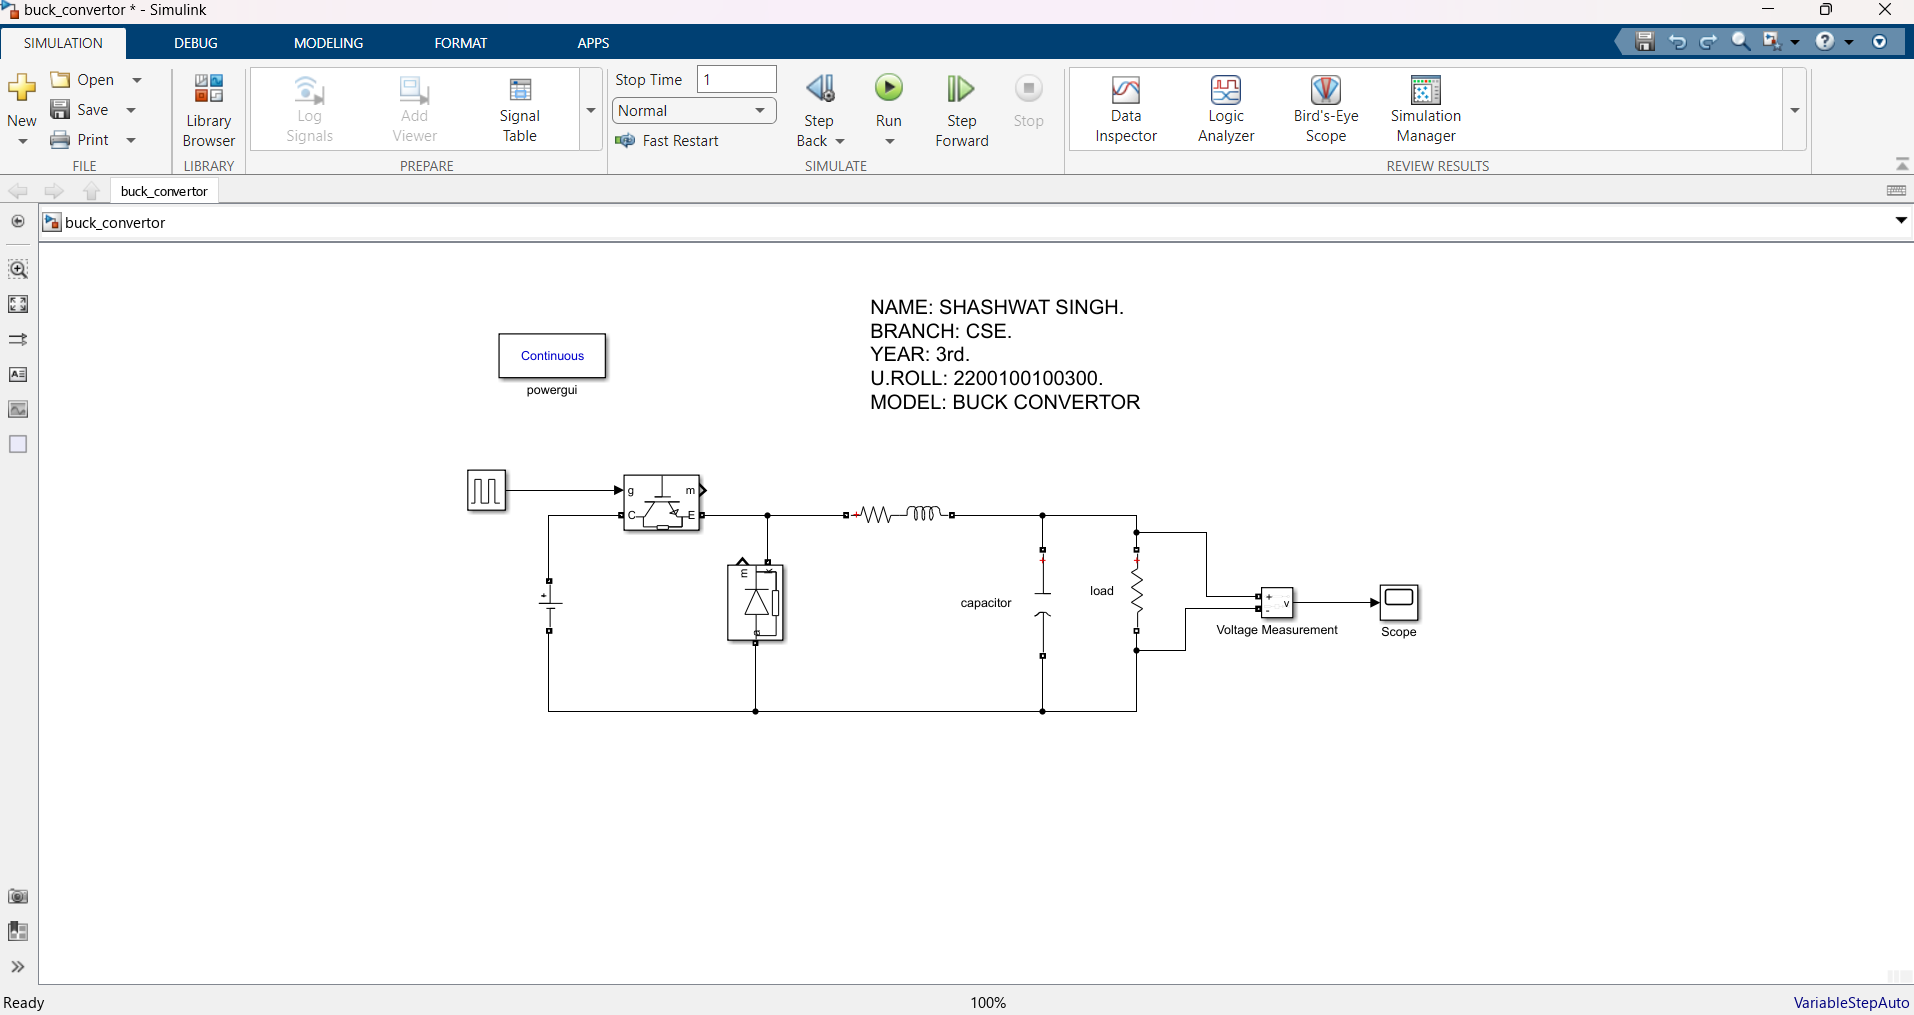 buck_convertor * - Simulink
SIMULATION
DEBUG
MODELING
FORMAT
APPS
New
Open
Save
Print
FILE
Library
Browser
LIBRARY
Log
Signals
Add
Viewer
Signal
Table
PREPARE
Stop Time
1
Normal
Fast Restart
Step
Back
Run
Step
Forward
Stop
SIMULATE
Data
Inspector
Logic
Analyzer
Bird's-Eye
Scope
Simulation
Manager
REVIEW RESULTS
buck_convertor
buck_convertor
NAME: SHASHWAT SINGH.
BRANCH: CSE.
YEAR: 3rd.
U.ROLL: 2200100100300.
MODEL: BUCK CONVERTOR
Continuous
powergui
g
m
C
E
+
m
k
a
+
+
capacitor
+
load
+
-
v
Voltage Measurement
Scope
Ready
100%
VariableStepAuto